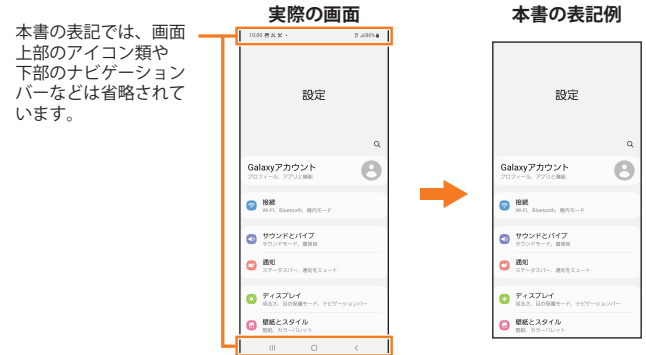 本書の表記では、画面
上部のアイコン類や
下部のナビゲーション
バーなどは省略されて
います。
実際の画面
10:00
86%
設定
Galaxyアカウント
プロフィール、アプリと機能
接続
Wi-Fi、Bluetooth、機内モード
サウンドとバイブ
サウンドモード、着信音
通知
ステータスバー、通知をミュート
ディスプレイ
明るさ、目の保護モード、ナビゲーションバー
壁紙とスタイル
壁紙、カラーパレット
本書の表記例
設定
Galaxyアカウント
プロフィール、アプリと機能
接続
Wi-Fi、Bluetooth、機内モード
サウンドとバイブ
サウンドモード、着信音
通知
ステータスバー、通知をミュート
ディスプレイ
明るさ、目の保護モード、ナビゲーションバー
壁紙とスタイル
壁紙、カラーパレット